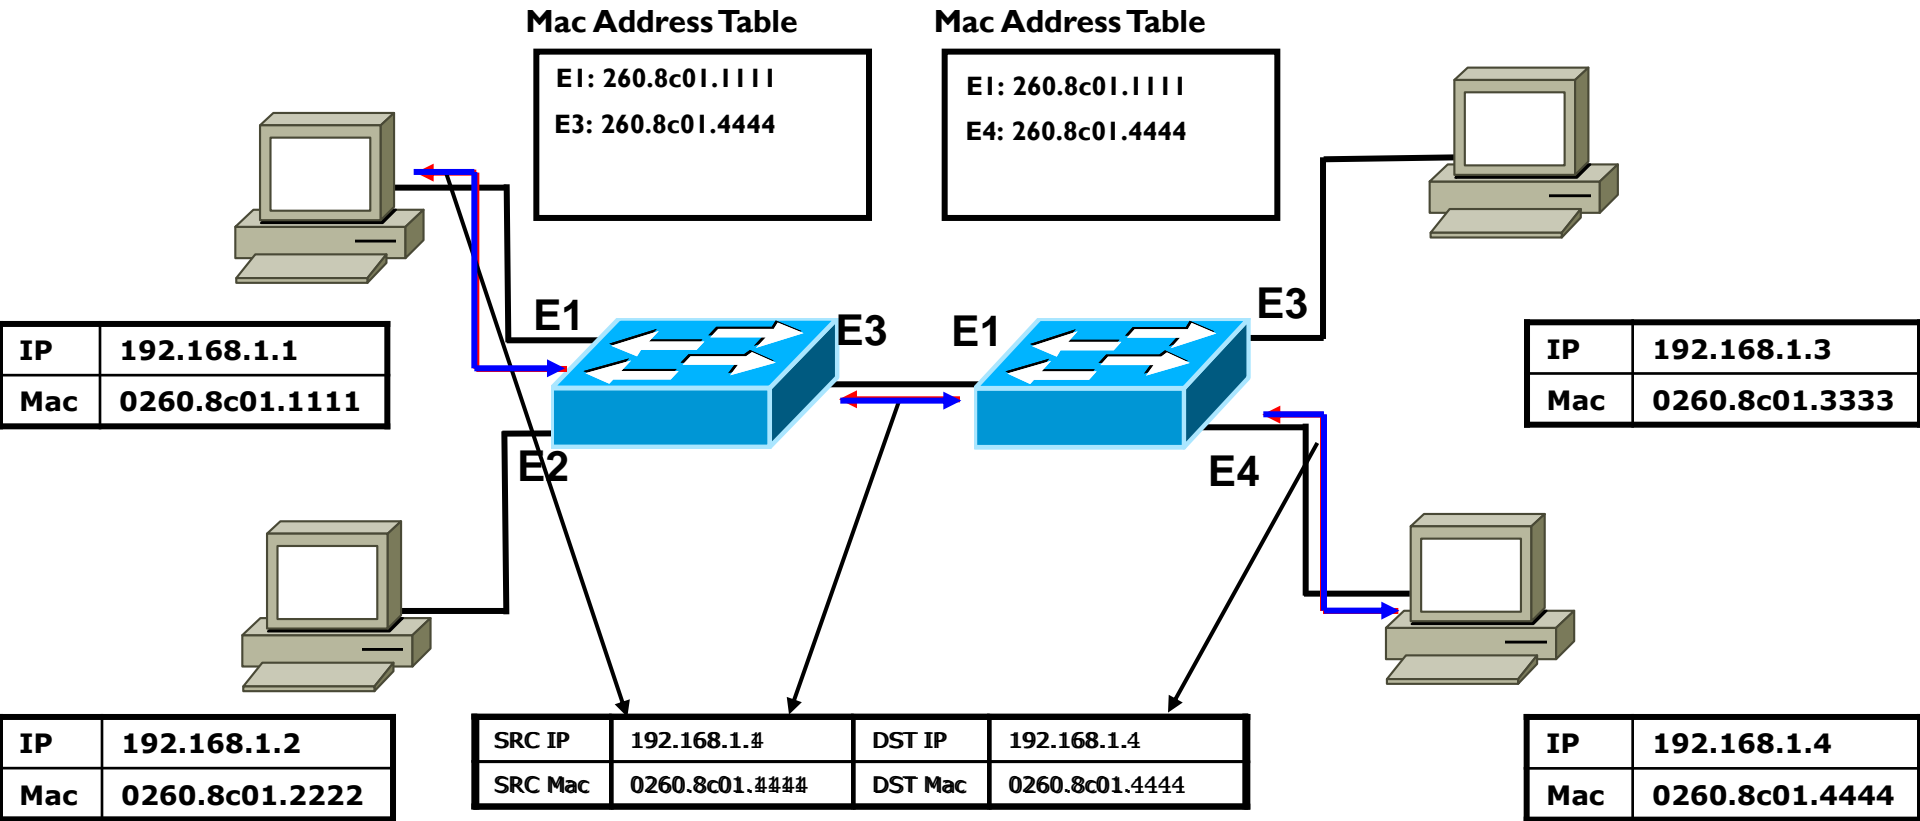 Mac Address Table
Mac Address Table
E1: 260.8c01.1111
E3: 260.8c01.4444
E1: 260.8c01.1111
E4: 260.8c01.4444
E1
E3
E1
E3
E2
E4
IP 192.168.1.1
Mac 0260.8c01.1111
IP 192.168.1.3
Mac 0260.8c01.3333
IP 192.168.1.2
Mac 0260.8c01.2222
SRC IP DST IP 192.168.1.4
SRC Mac DST Mac 0260.8c01.4444
IP 192.168.1.4
Mac 0260.8c01.4444